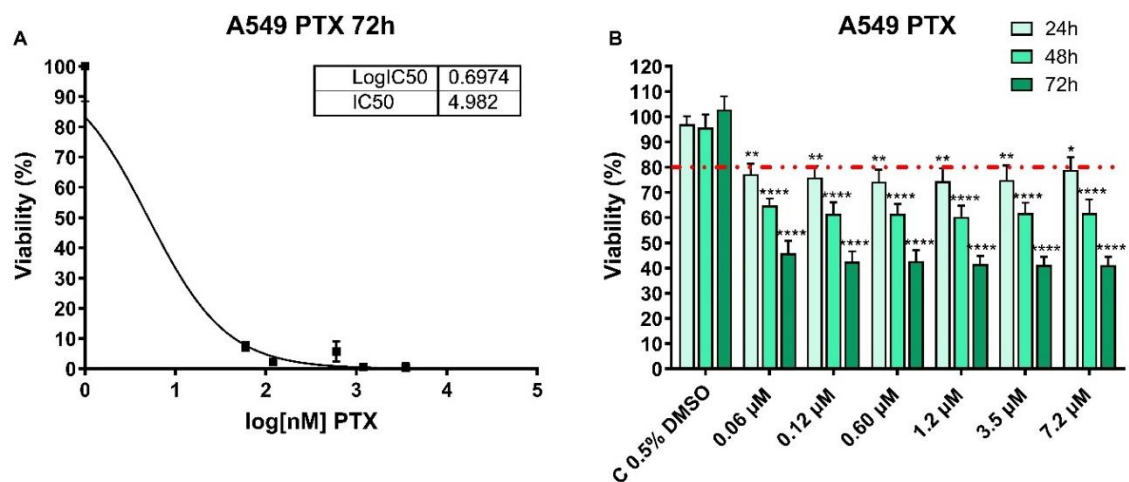 A
A549 PTX 72h
LogIC50 0.6974
IC50 4.982
100
90
80
70
60
50
40
30
20
10
0
Viability (%)
0 1 2 3 4 5
log[nM] PTX
B
A549 PTX
24h
48h
72h
120
110
100
90
80
70
60
50
40
30
20
10
0
Viability (%)
** ** ** ** ** *
**** **** **** **** **** ****
**** **** **** **** **** ****
C 0.5% DMSO
0.06 µM
0.12 µM
0.60 µM
1.2 µM
3.5 µM
7.2 µM